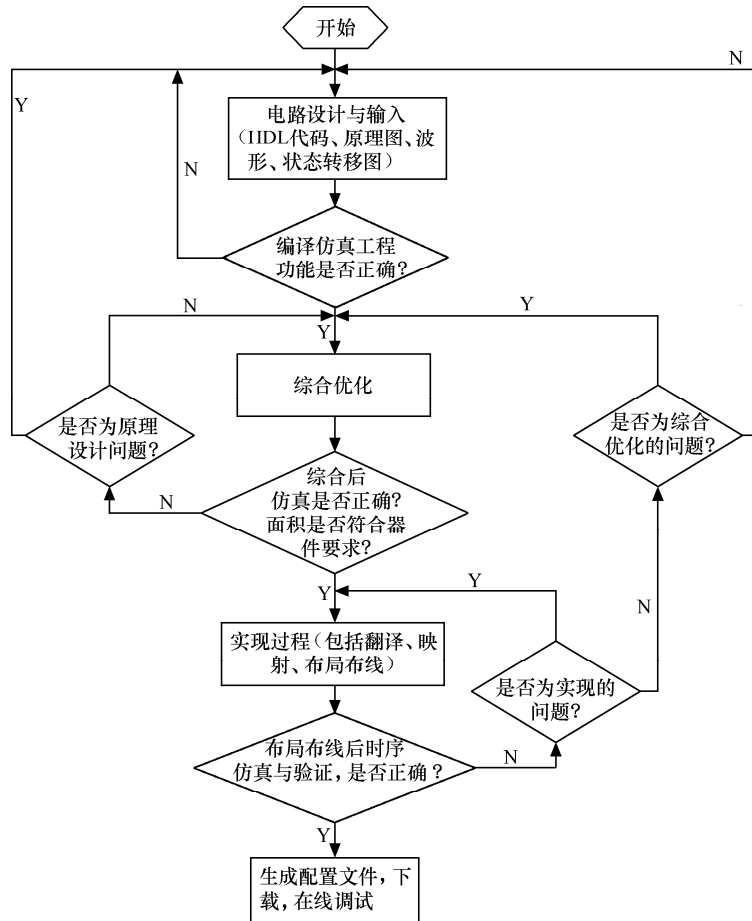 开始
N
Y
电路设计与输入
（HDL代码、原理图、波
形、状态转移图）
N
编译仿真工程
功能是否正确？
N
Y
Y
综合优化
是否为原理
设计问题？
是否为综合
优化的问题？
综合后
仿真是否正确？
面积是否符合器
件要求？
N
Y
Y
N
实现过程（包括翻译、映
射、布局布线）
是否为实现的
问题？
布局布线后时序
仿真与验证，是否正确？
N
Y
生成配置文件，下
载，在线调试